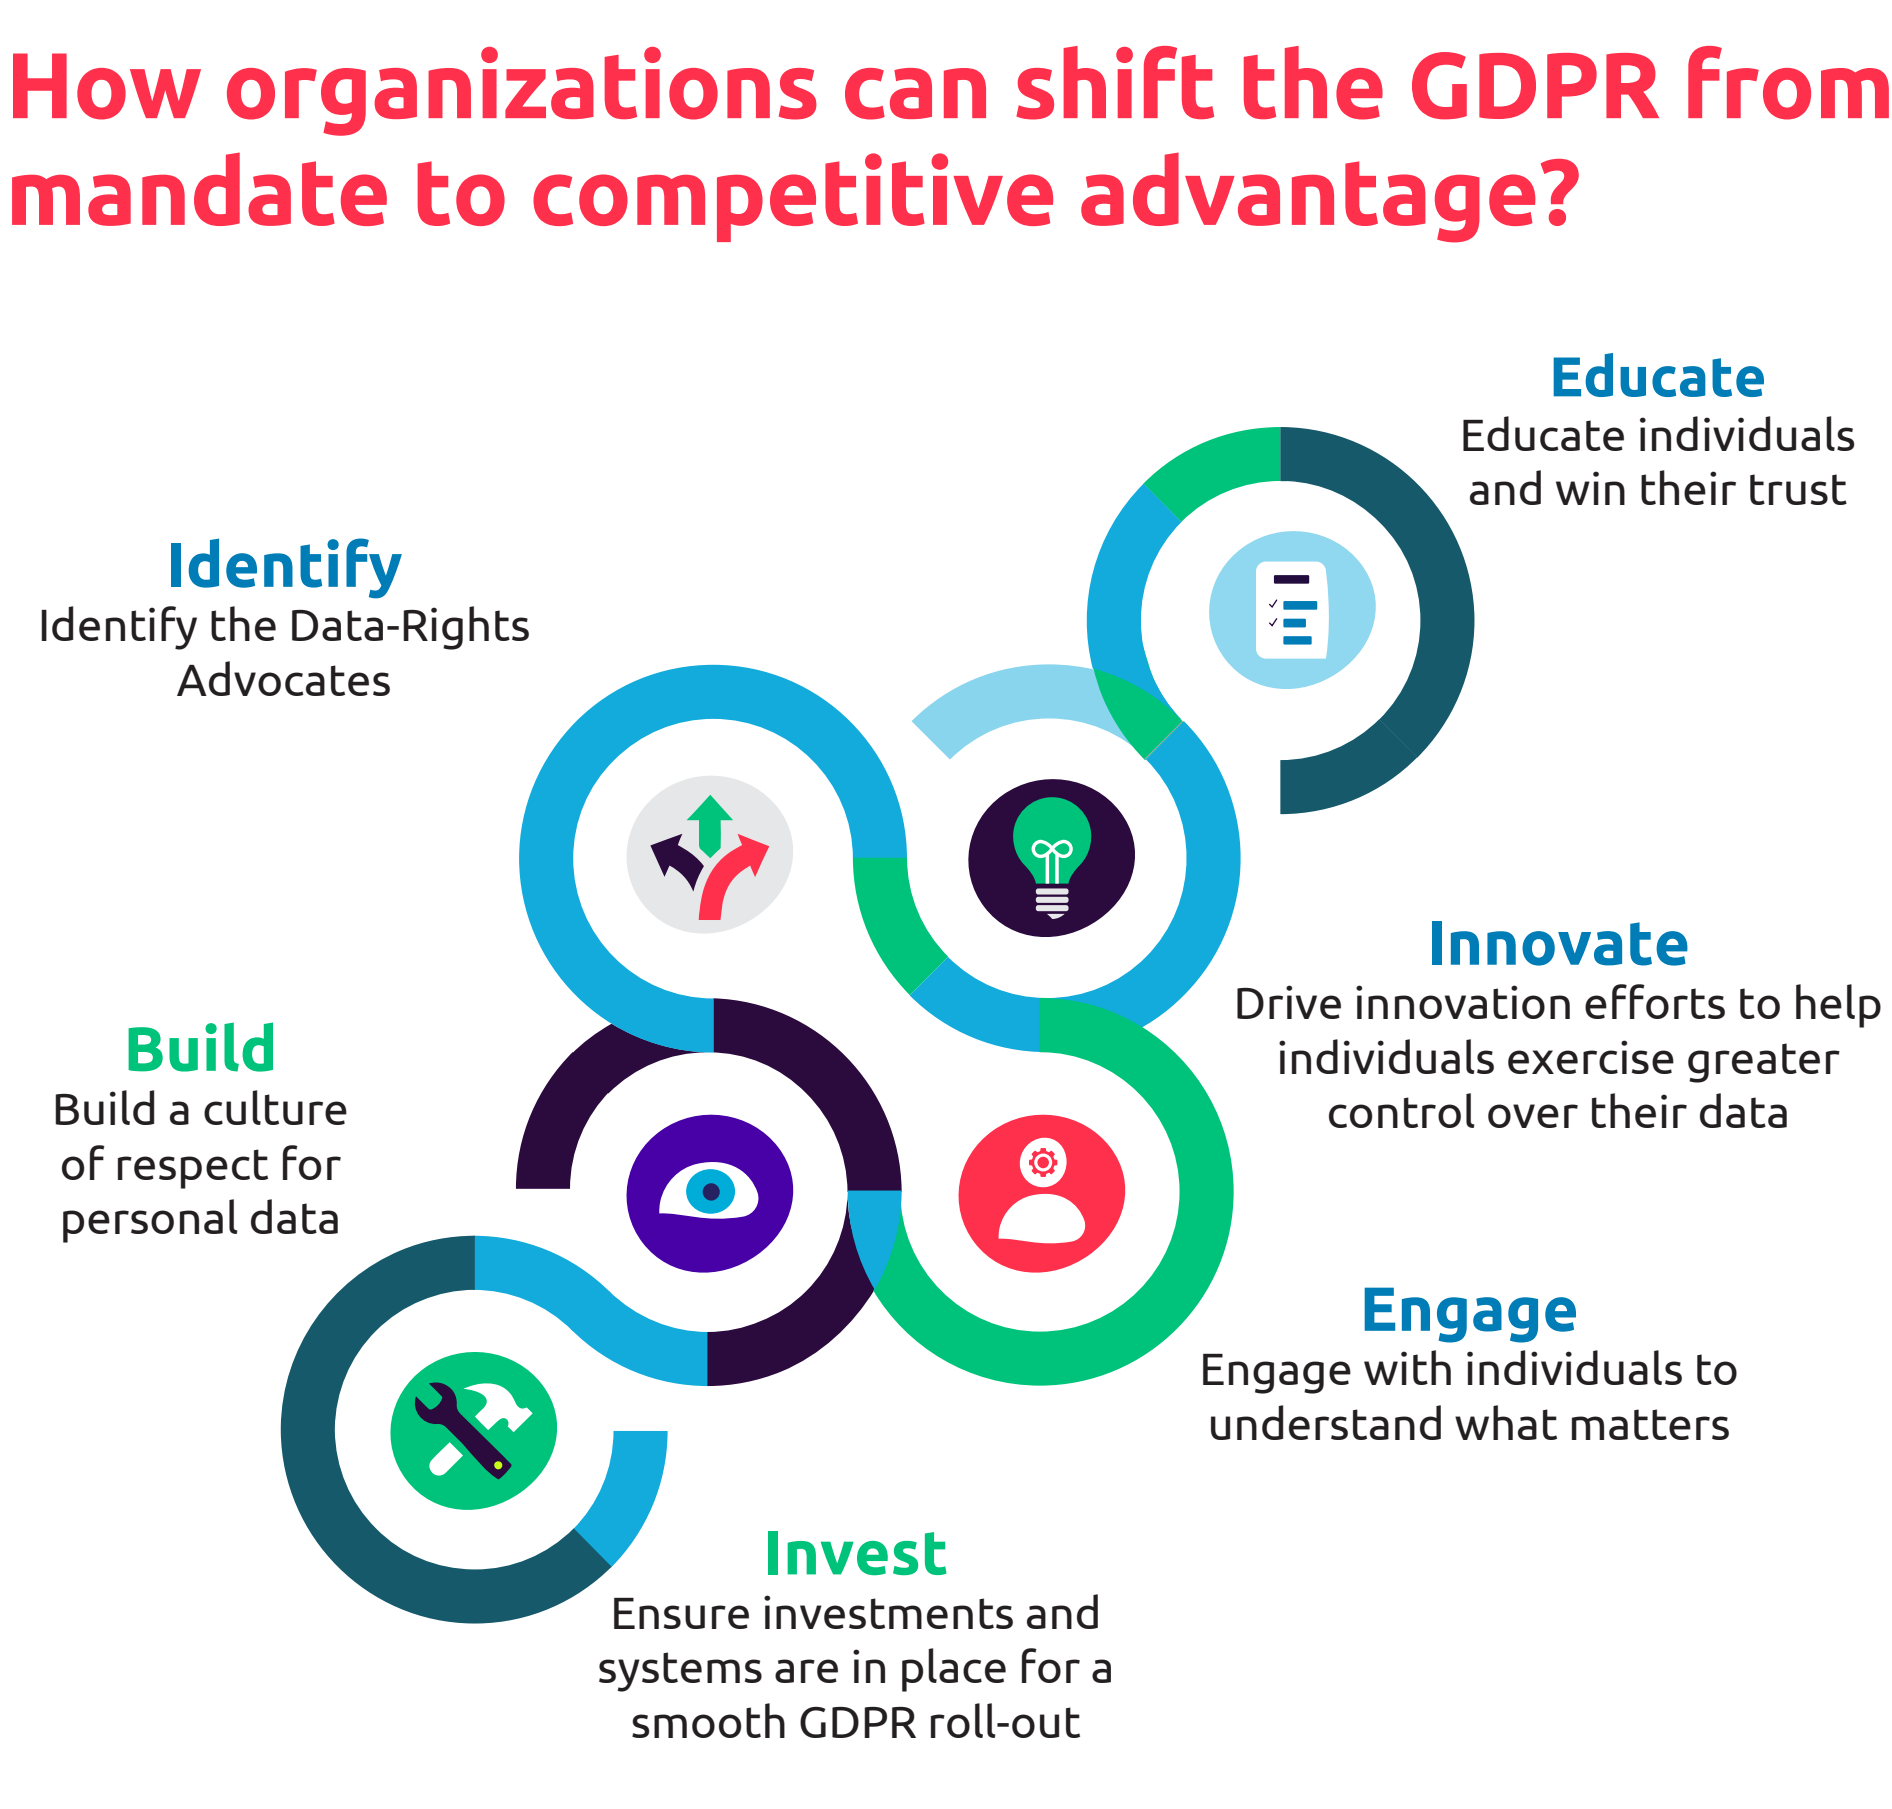 How organizations can shift the GDPR from
mandate to competitive advantage?
Educate
Educate individuals
and win their trust
Identify
Identify the Data-Rights
Advocates
Innovate
Drive innovation efforts to help
individuals exercise greater
control over their data
Build
Build a culture
of respect for
personal data
Engage
Engage with individuals to
understand what matters
Invest
Ensure investments and
systems are in place for a
smooth GDPR roll-out